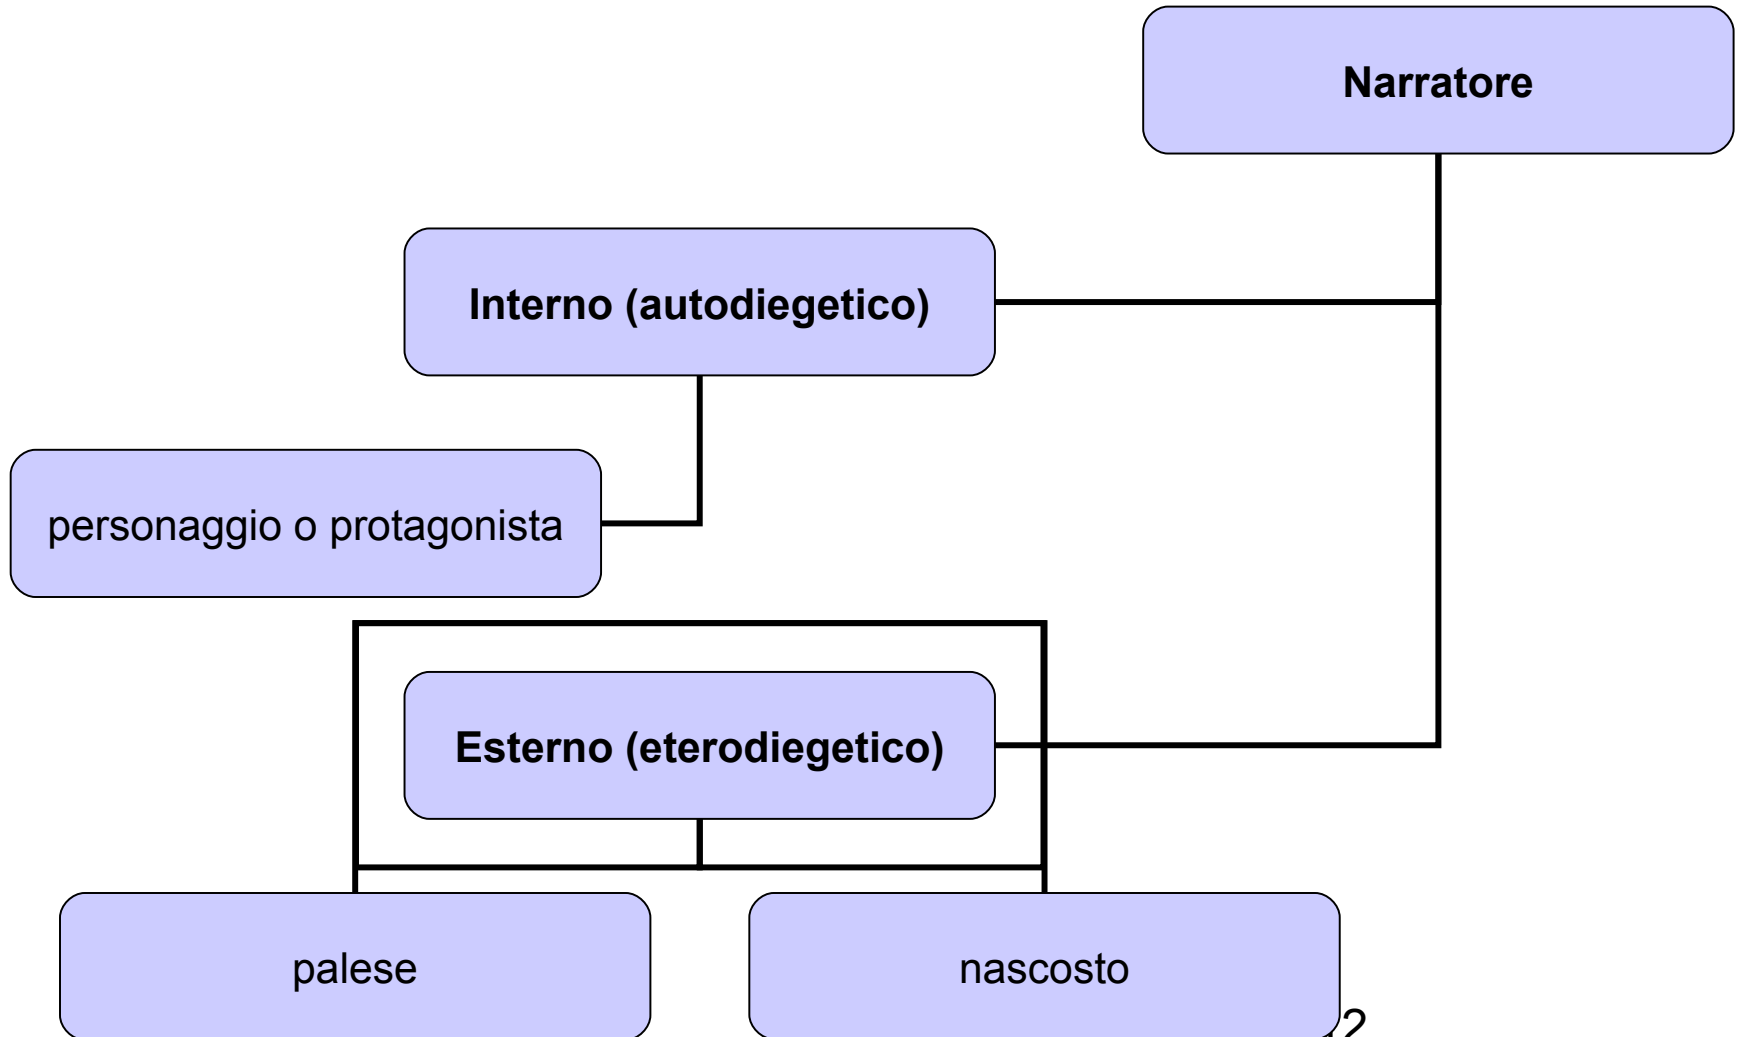 Narratore
Interno (autodiegetico)
personaggio o protagonista
Esterno (eterodiegetico)
palese
nascosto